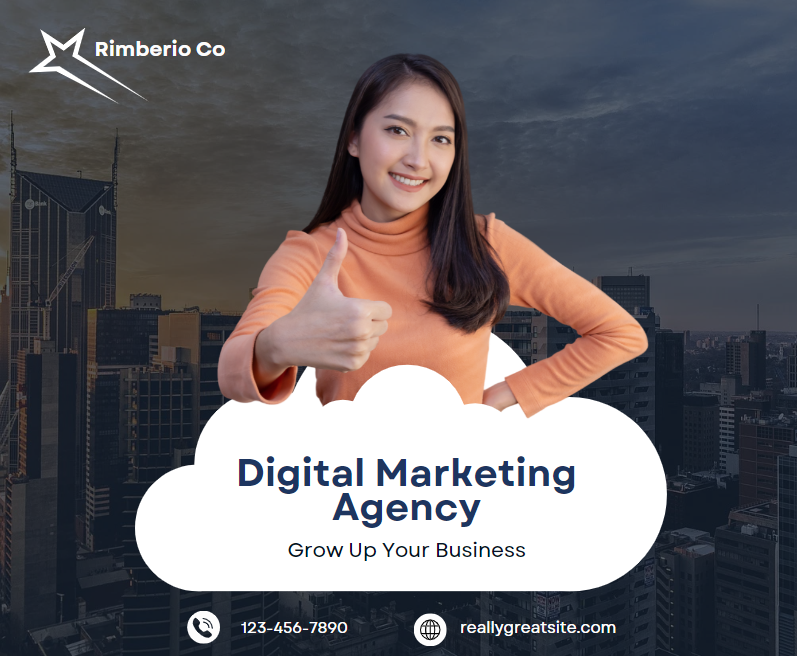 Rimberio Co
Digital Marketing
Agency
Grow Up Your Business
123-456-7890
reallygreatsite.com